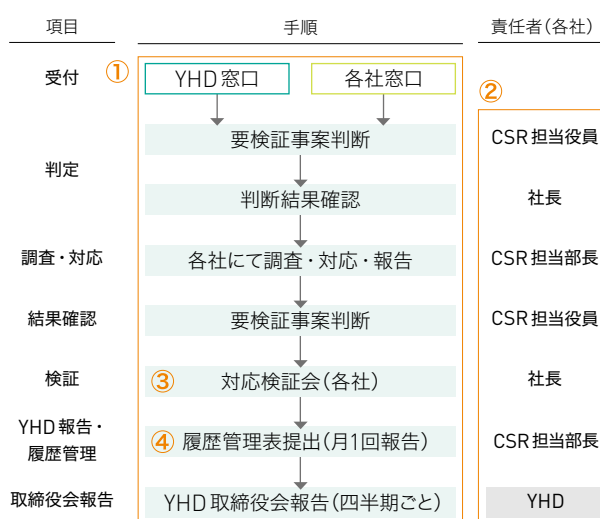 項目 手順 責任者（各社）
受付 ① YHD窓口 各社窓口
②
要検証事案判断 CSR担当役員
判定
判断結果確認 社長
調査・対応 各社にて調査・対応・報告 CSR担当部長
結果確認 要検証事案判断 CSR担当役員
検証 ③ 対応検証会（各社） 社長
YHD報告・
履歴管理 ④ 履歴管理表提出（月1回報告） CSR担当部長
取締役会報告 YHD取締役会報告（四半期ごと） YHD